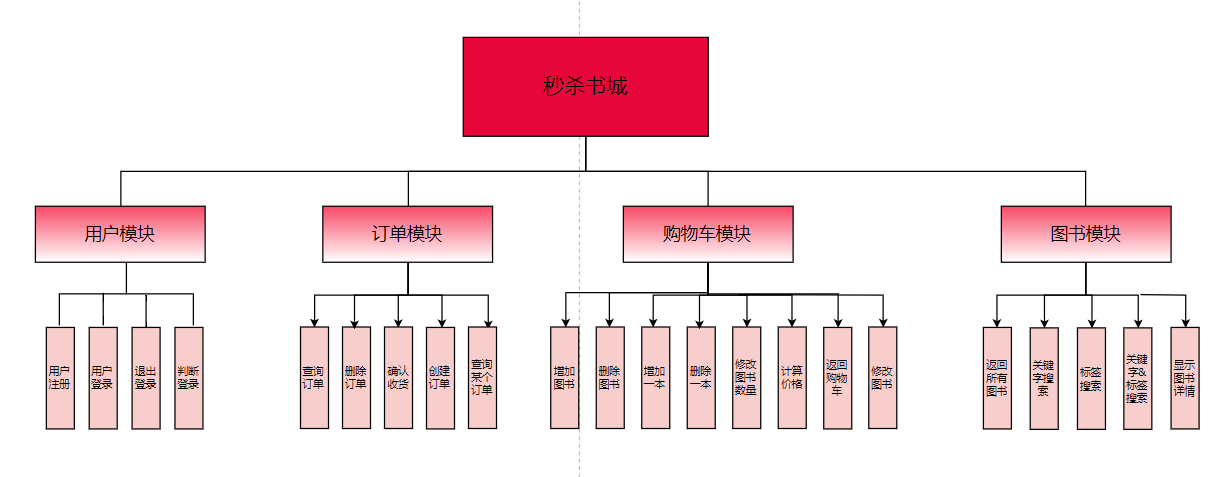 秒杀书城
用户模块
订单模块
购物车模块
图书模块
用户
注册
用户
登录
退出
登录
判断
登录
查询
订单
删除
订单
确认
收货
创建
订单
查询
某个
订单
增加
图书
删除
图书
增加
一本
删除
一本
修改
图书
数量
计算
价格
返回
购物
车
修改
图书
返回
所有
图书
关键
字搜
索
标签
搜索
关键
字&
标签
搜索
显示
图书
详情